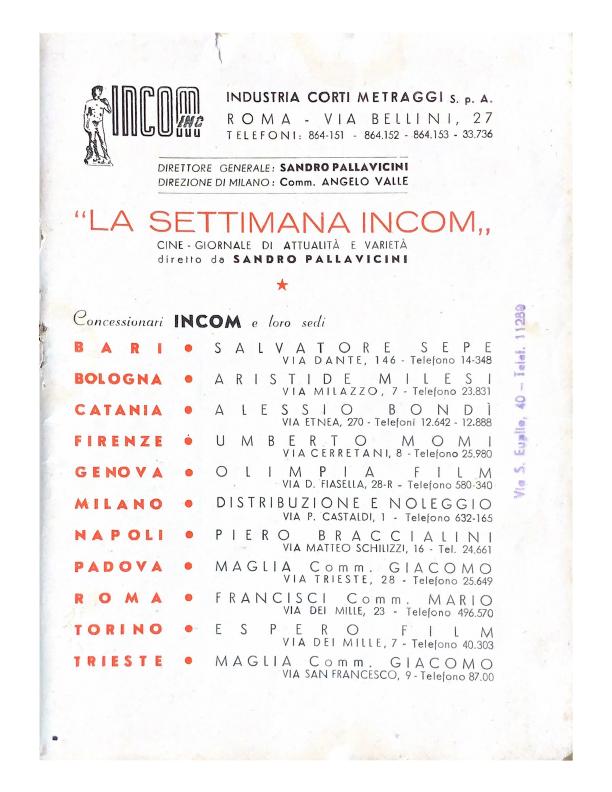 INCOM INC
INDUSTRIA CORTI METRAGGI S. p. A.
ROMA - VIA BELLINI, 27
TELEFONI: 864-151 - 864.152 - 864.153 - 33.736
DIRETTORE GENERALE: SANDRO PALLAVICINI
DIREZIONE DI MILANO: Comm. ANGELO VALLE
"LA SETTIMANA INCOM„
CINE - GIORNALE DI ATTUALITÀ E VARIETÀ
diretto da SANDRO PALLAVICINI
Concessionari INCOM e loro sedi
BARI • SALVATORE SEPE
VIA DANTE, 146 - Telefono 14-348
BOLOGNA • ARISTIDE MILESI
VIA MILAZZO, 7 - Telefono 23.831
CATANIA • ALESSIO BONDÌ
VIA ETNEA, 270 - Telefoni 12.642 - 12.888
FIRENZE • UMBERTO MOMI
VIA CERRETANI, 8 - Telefono 25.980
GENOVA • OLIMPIA FILM
VIA D. FIASELLA, 28-R - Telefono 580-340
MILANO • DISTRIBUZIONE E NOLEGGIO
VIA P. CASTALDI, 1 - Telefono 632-165
NAPOLI • PIERO BRACCIALINI
VIA MATTEO SCHILIZZI, 16 - Tel. 24.661
PADOVA • MAGLIA Comm. GIACOMO
VIA TRIESTE, 28 - Telefono 25.649
ROMA • FRANCISCI Comm. MARIO
VIA DEI MILLE, 23 - Telefono 496.570
TORINO • ESPERO FILM
VIA DEI MILLE, 7 - Telefono 40.303
TRIESTE • MAGLIA Comm. GIACOMO
VIA SAN FRANCESCO, 9 - Telefono 87.00
Via S. Euplio, 40 - Telef. 11289